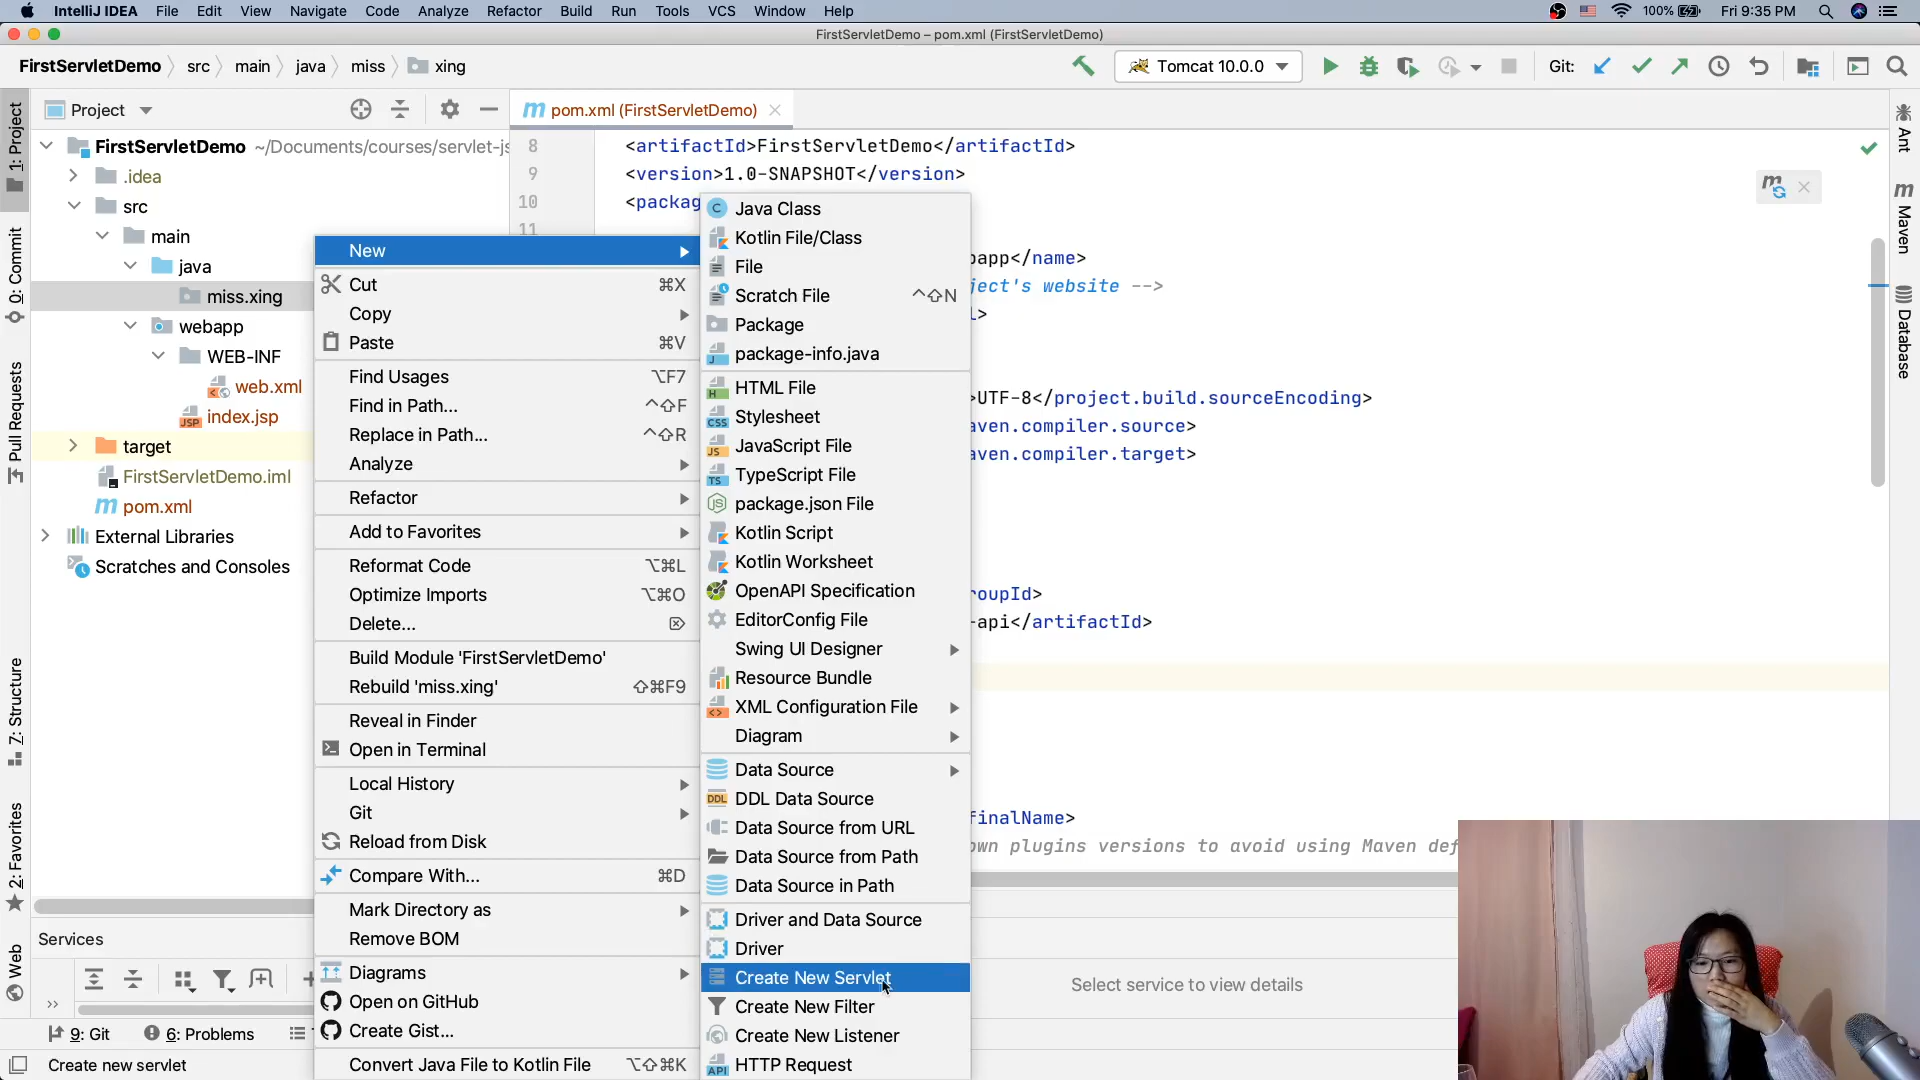 IntelliJ IDEA File Edit View Navigate Code Analyze Refactor Build Run Tools VCS Window Help 100% Fri 9:35 PM
FirstServletDemo – pom.xml (FirstServletDemo)
FirstServletDemo src main java miss xing Tomcat 10.0.0 Git:
Project
pom.xml (FirstServletDemo)
1: Project
0: Commit
Pull Requests
7: Structure
2: Favorites
Web
FirstServletDemo ~/Documents/courses/servlet-js
.idea
src
main
java
miss.xing
webapp
WEB-INF
web.xml
index.jsp
target
FirstServletDemo.iml
pom.xml
External Libraries
Scratches and Consoles
New
Cut ⌘X
Copy
Paste ⌘V
Find Usages ⌥F7
Find in Path... ^⇧F
Replace in Path... ^⇧R
Analyze
Refactor
Add to Favorites
Reformat Code ⌥⌘L
Optimize Imports ⌥⌘O
Delete... ⌦
Build Module 'FirstServletDemo'
Rebuild 'miss.xing' ⇧⌘F9
Reveal in Finder
Open in Terminal
Local History
Git
Reload from Disk
Compare With... ⌘D
Mark Directory as
Remove BOM
Diagrams
Open on GitHub
Create Gist...
Convert Java File to Kotlin File ⌥⇧⌘K
Java Class
Kotlin File/Class
File
Scratch File ^⇧N
Package
package-info.java
HTML File
Stylesheet
JavaScript File
TypeScript File
package.json File
Kotlin Script
Kotlin Worksheet
OpenAPI Specification
EditorConfig File
Swing UI Designer
Resource Bundle
XML Configuration File
Diagram
Data Source
DDL Data Source
Data Source from URL
Data Source from Path
Data Source in Path
Driver and Data Source
Driver
Create New Servlet
Create New Filter
Create New Listener
HTTP Request
8 <artifactId>FirstServletDemo</artifactId>
9 <version>1.0-SNAPSHOT</version>
10 <packag
11
app</name>
ject's website -->
l>
>UTF-8</project.build.sourceEncoding>
aven.compiler.source>
aven.compiler.target>
roupId>
-api</artifactId>
finalName>
own plugins versions to avoid using Maven def
Ant
Maven
Database
Services
Select service to view details
9: Git 6: Problems
Create new servlet